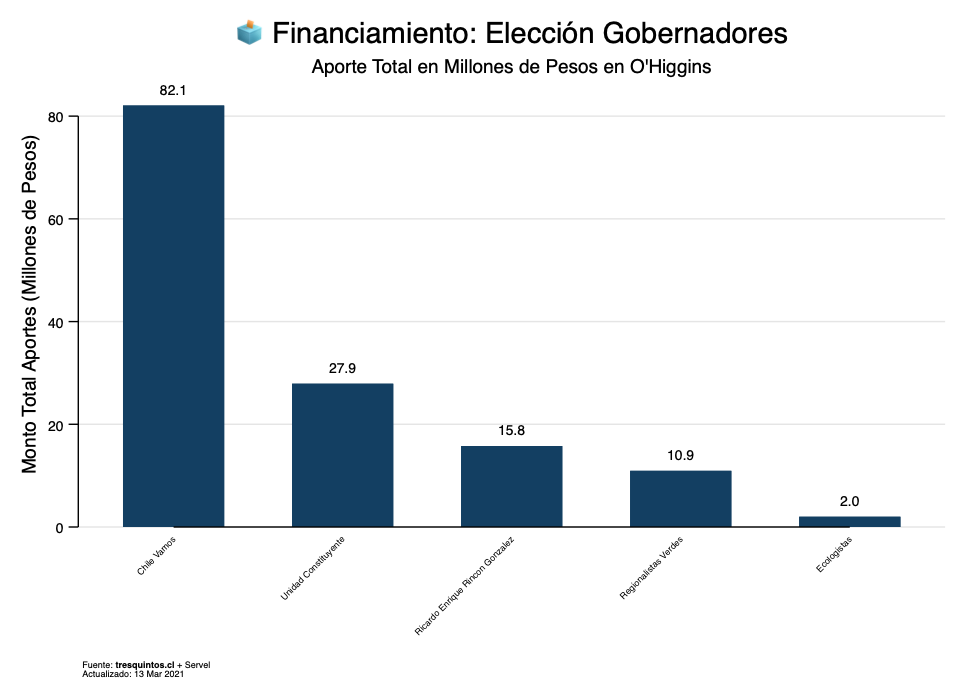 Financiamiento: Elección Gobernadores
Aporte Total en Millones de Pesos en O'Higgins
Monto Total Aportes (Millones de Pesos)
80
60
40
20
0
82.1
27.9
15.8
10.9
2.0
Chile Vamos
Unidad Constituyente
Ricardo Enrique Rincon Gonzalez
Regionalistas Verdes
Ecologistas
Fuente: tresquintos.cl + Servel
Actualizado: 13 Mar 2021